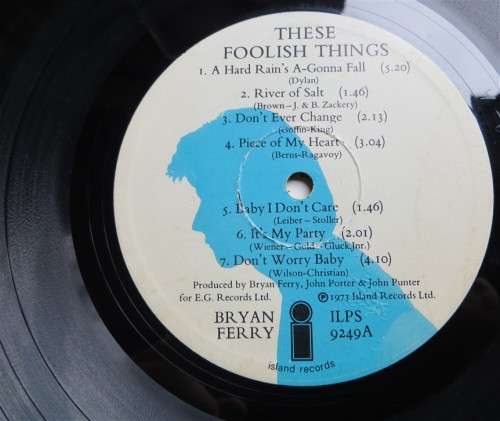 THESE
FOOLISH THINGS
1. A Hard Rain's A-Gonna Fall (5.20)
(Dylan)
2. River of Salt (1.46)
(Brown – J. & B. Zackery)
3. Don't Ever Change (2.13)
(Goffin-King)
4. Piece of My Heart (3.04)
(Berns-Ragavoy)
5. Baby I Don't Care (1.46)
(Leiber – Stoller)
6. It's My Party (2.01)
(Wiener – Gold – Gluck Jnr.)
7. Don't Worry Baby (4.10)
(Wilson-Christian)
Produced by Bryan Ferry, John Porter & John Punter
for E.G. Records Ltd. ℗ 1973 Island Records Ltd.
BRYAN FERRY
i
ILPS
9249A
island records